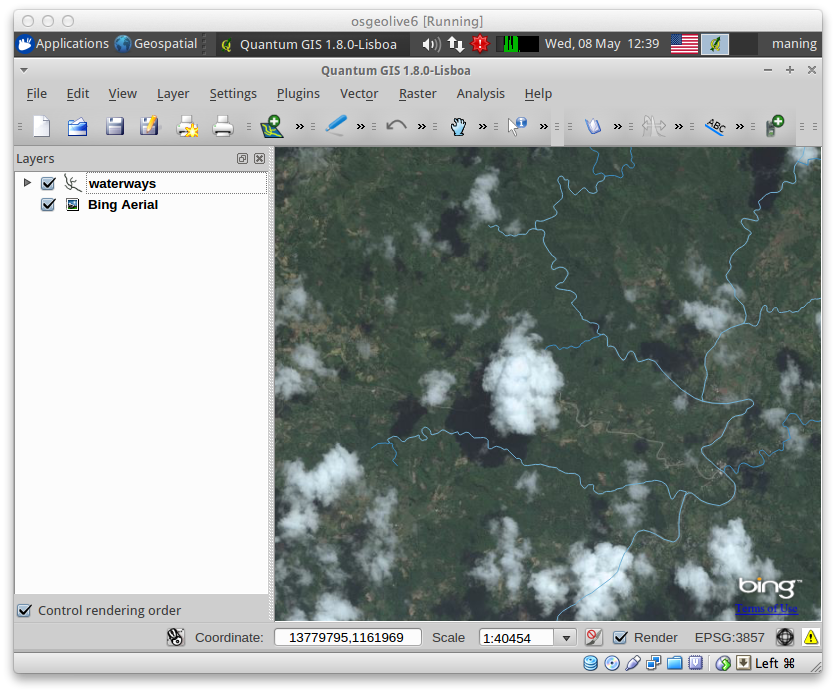 osgeolive6 [Running]
Applications Geospatial Quantum GIS 1.8.0-Lisboa Wed, 08 May 12:39 maning
Quantum GIS 1.8.0-Lisboa
File Edit View Layer Settings Plugins Vector Raster Analysis Help
ABC
Layers
waterways
Bing Aerial
bing™
Terms of Use
Control rendering order
Coordinate: 13779795,1161969 Scale 1:40454 Render EPSG:3857
Left ⌘